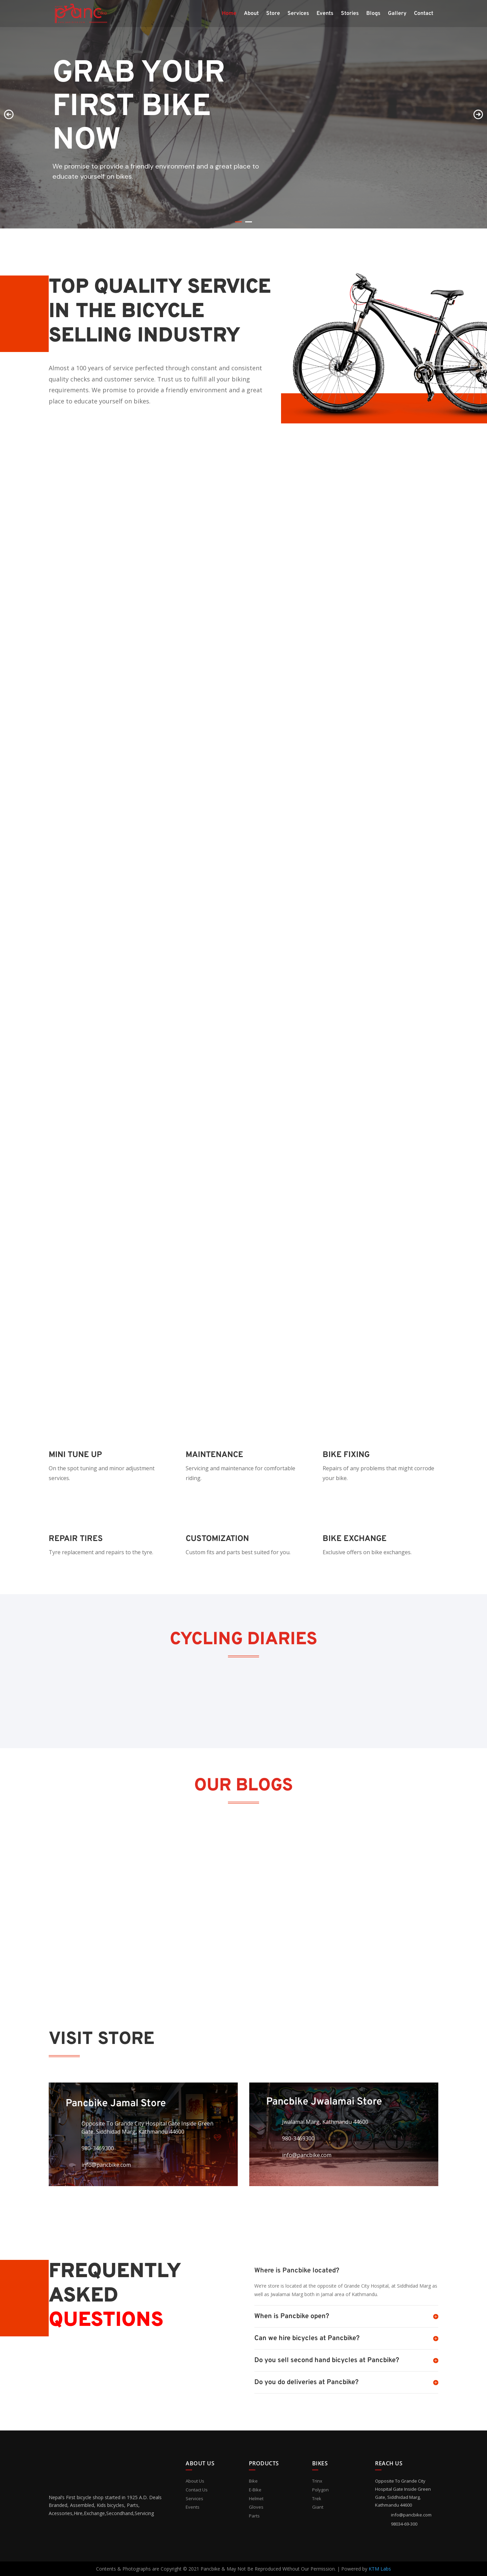 panc
Home About Store Services Events Stories Blogs Gallery Contact
GRAB YOUR
FIRST BIKE
NOW
We promise to provide a friendly environment and a great place to
educate yourself on bikes.
TOP QUALITY SERVICE
IN THE BICYCLE
SELLING INDUSTRY
Almost a 100 years of service perfected through constant and consistent
quality checks and customer service. Trust us to fulfill all your biking
requirements. We promise to provide a friendly environment and a great
place to educate yourself on bikes.
MINI TUNE UP
On the spot tuning and minor adjustment
services.
MAINTENANCE
Servicing and maintenance for comfortable
riding.
BIKE FIXING
Repairs of any problems that might corrode
your bike.
REPAIR TIRES
Tyre replacement and repairs to the tyre.
CUSTOMIZATION
Custom fits and parts best suited for you.
BIKE EXCHANGE
Exclusive offers on bike exchanges.
CYCLING DIARIES
OUR BLOGS
VISIT STORE
Pancbike Jamal Store
Opposite To Grande City Hospital Gate Inside Green
Gate, Siddhidad Marg, Kathmandu 44600
980-3469300
info@pancbike.com
Pancbike Jwalamai Store
Jwalamai Marg, Kathmandu 44600
980-3469300
info@pancbike.com
FREQUENTLY
ASKED
QUESTIONS
Where is Pancbike located?
We're store is located at the opposite of Grande City Hospital, at Siddhidad Marg as
well as Jwalamai Marg both in Jamal area of Kathmandu.
When is Pancbike open?
Can we hire bicycles at Pancbike?
Do you sell second hand bicycles at Pancbike?
Do you do deliveries at Pancbike?
Nepal's First bicycle shop started in 1925 A.D. Deals
Branded, Assembled, Kids bicycles, Parts,
Acessories,Hire,Exchange,Secondhand,Servicing
ABOUT US
About Us
Contact Us
Services
Events
PRODUCTS
Bike
E-Bike
Helmet
Gloves
Parts
BIKES
Trinx
Polygon
Trek
Giant
REACH US
Opposite To Grande City
Hospital Gate Inside Green
Gate, Siddhidad Marg,
Kathmandu 44600
info@pancbike.com
98034-69-300
Contents & Photographs are Copyright © 2021 Pancbike & May Not Be Reproduced Without Our Permission. | Powered by KTM Labs